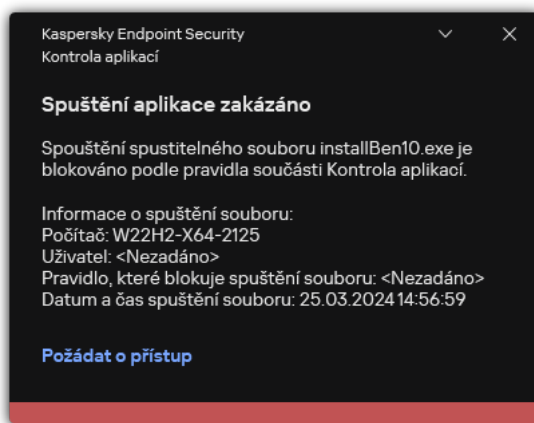 Kaspersky Endpoint Security
Kontrola aplikací
Spuštění aplikace zakázáno
Spouštění spustitelného souboru installBen10.exe je
blokováno podle pravidla součásti Kontrola aplikací.
Informace o spuštění souboru:
Počítač: W22H2-X64-2125
Uživatel: <Nezadáno>
Pravidlo, které blokuje spuštění souboru: <Nezadáno>
Datum a čas spuštění souboru: 25.03.2024 14:56:59
Požádat o přístup